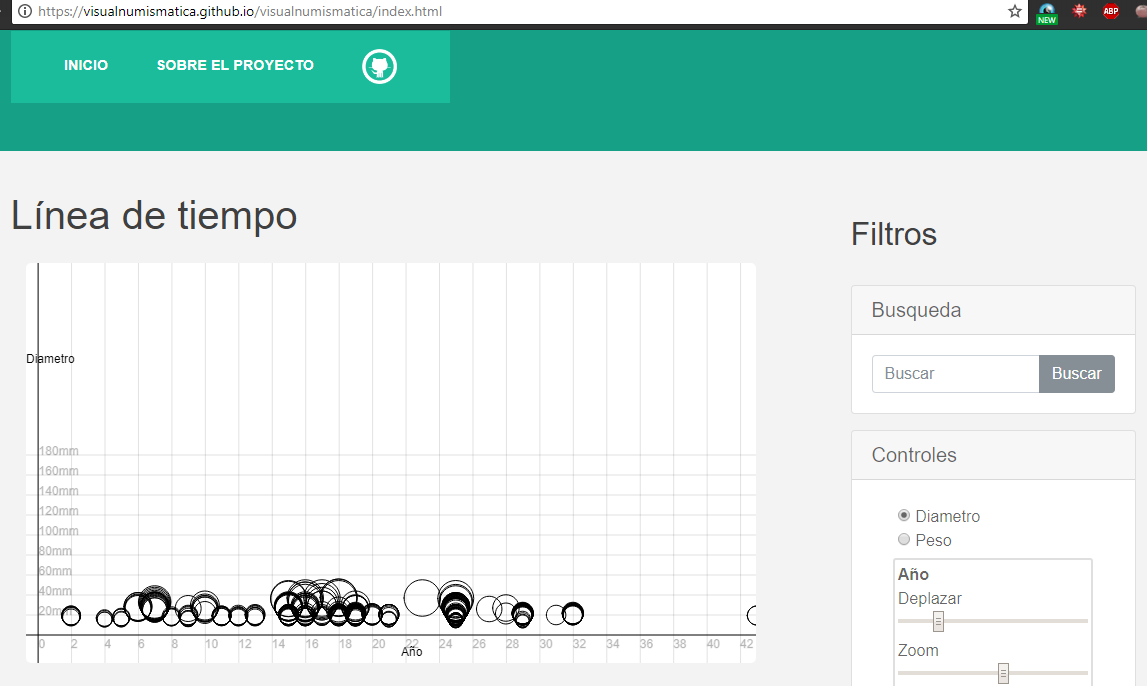 https://visualnumismatica.github.io/visualnumismatica/index.html
NEW
ABP
INICIO
SOBRE EL PROYECTO
Línea de tiempo
Diametro
180mm
160mm
140mm
120mm
100mm
80mm
60mm
40mm
20mm
0 2 4 6 8 10 12 14 16 18 20 22 24 26 28 30 32 34 36 38 40 42
Año
Filtros
Busqueda
Buscar
Buscar
Controles
Diametro
Peso
Año
Deplazar
Zoom